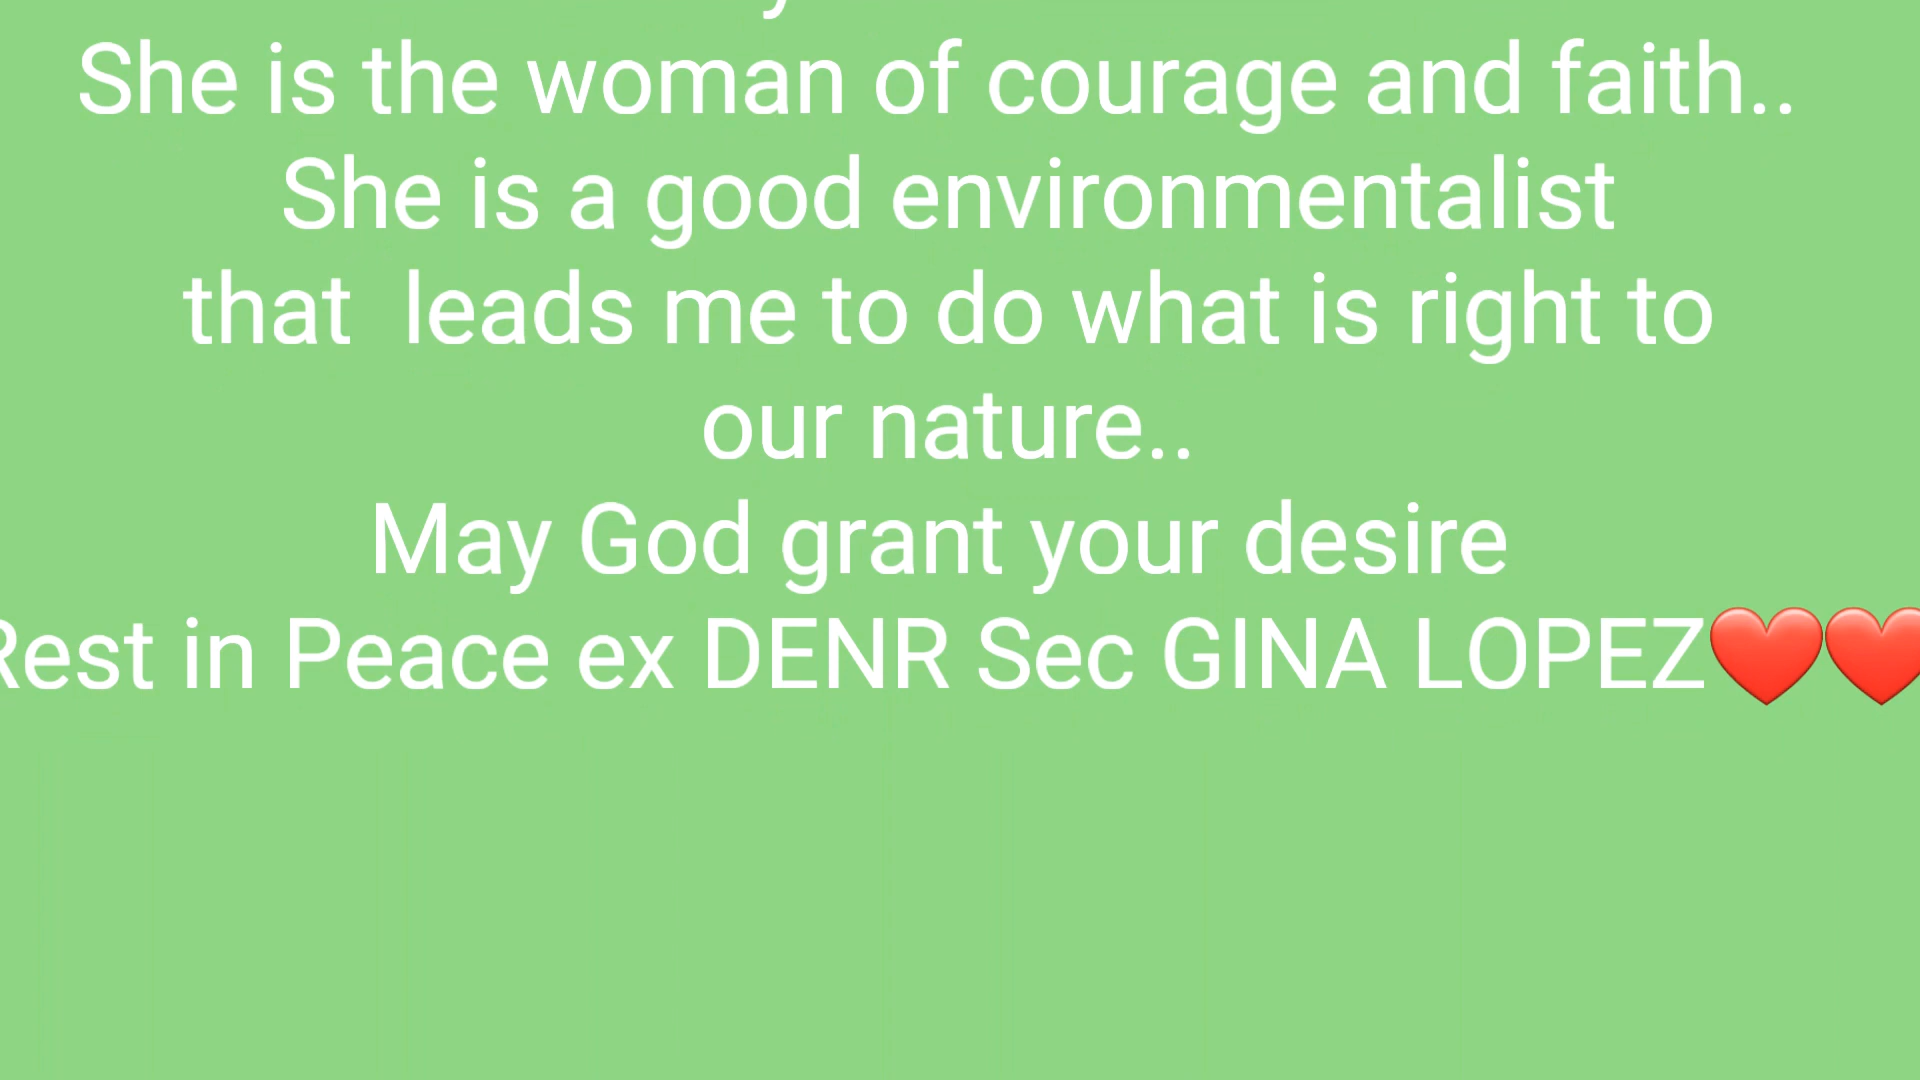 She is the woman of courage and faith..
She is a good environmentalist
that  leads me to do what is right to
our nature..
May God grant your desire
Rest in Peace ex DENR Sec GINA LOPEZ❤️❤️